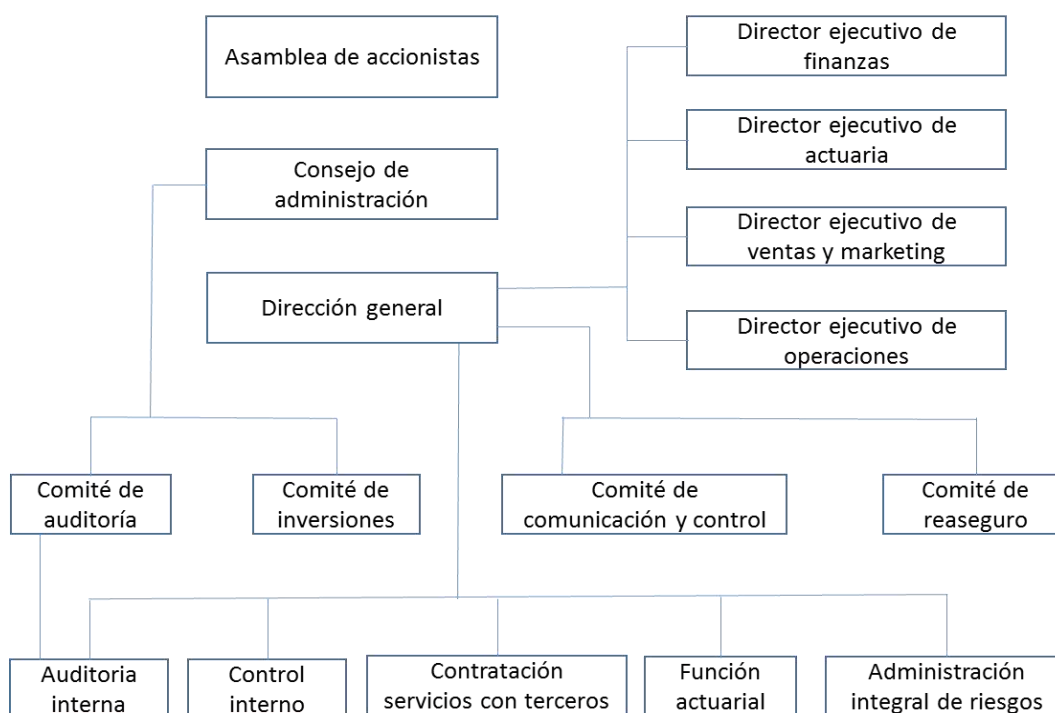 Asamblea de accionistas
Director ejecutivo de
finanzas
Director ejecutivo de
actuaria
Consejo de
administración
Director ejecutivo de
ventas y marketing
Dirección general
Director ejecutivo de
operaciones
Comité de
auditoría
Comité de
inversiones
Comité de
comunicación y control
Comité de
reaseguro
Auditoria
interna
Control
interno
Contratación
servicios con terceros
Función
actuarial
Administración
integral de riesgos